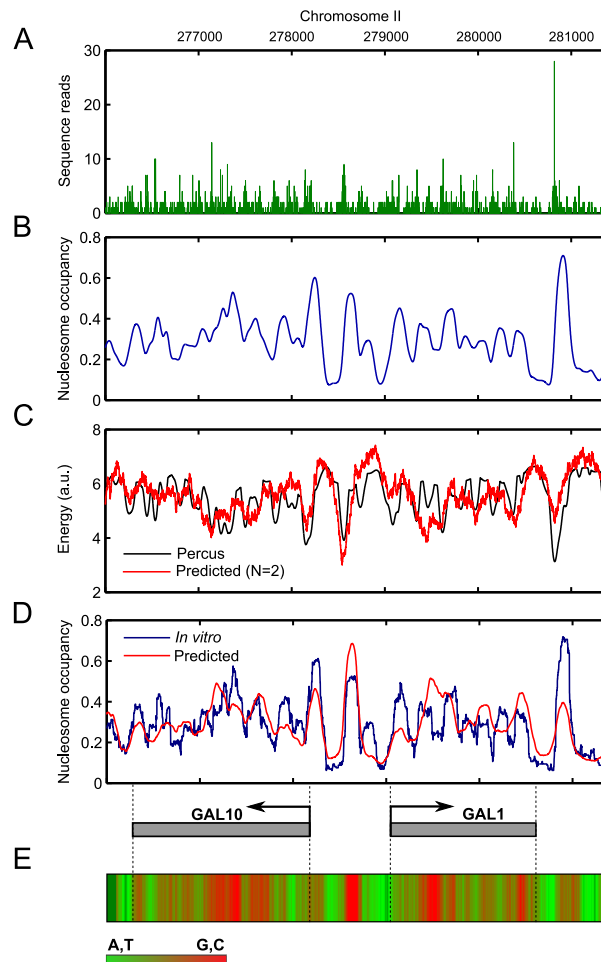 Chromosome II
A
277000 278000 279000 280000 281000
30
20
10
0
Sequence reads
B
0.8
0.6
0.4
0.2
0
Nucleosome occupancy
C
8
6
4
2
Energy (a.u.)
Percus
Predicted (N=2)
D
0.8
0.6
0.4
0.2
0
Nucleosome occupancy
In vitro
Predicted
GAL10 GAL1
E
A,T G,C